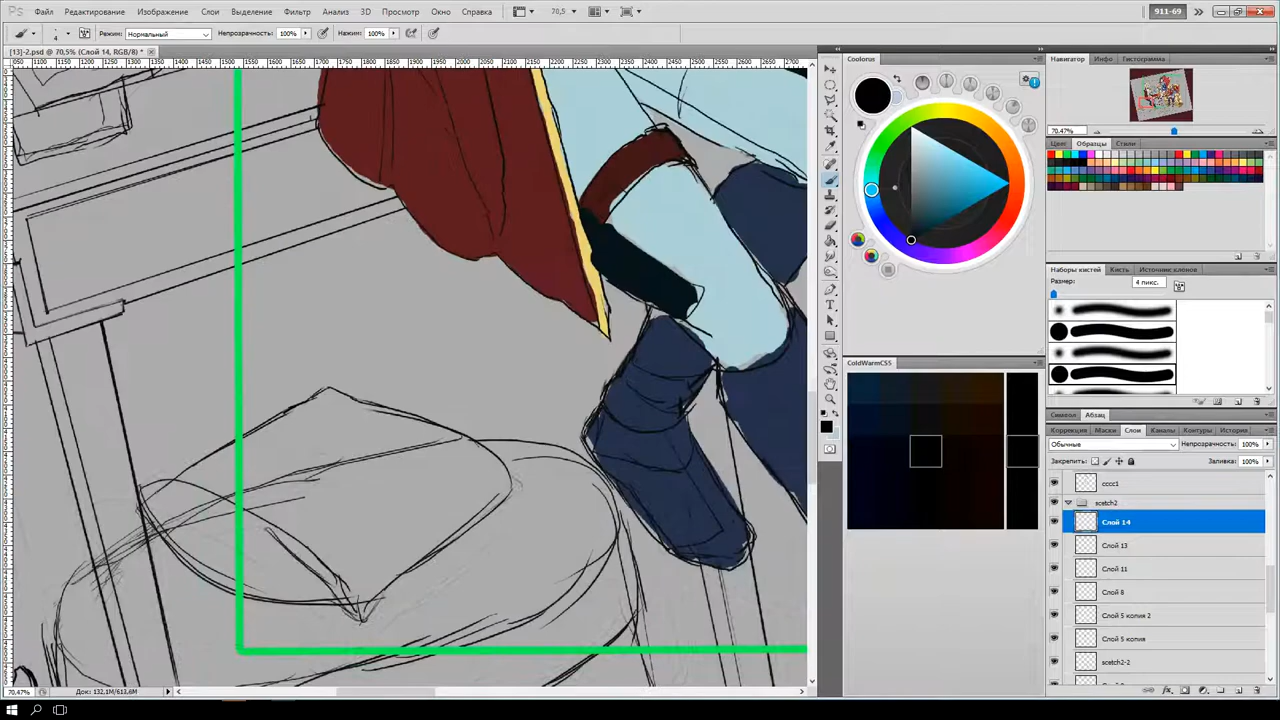 Ps Файл Редактирование Изображение Слои Выделение Фильтр Анализ 3D Просмотр Окно Справка 70,5 911-69
4 Режим: Нормальный Непрозрачность: 100% Нажим: 100%
[13]-2.psd @ 70,5% (Слой 14, RGB/8) *
Coolorus
Навигатор Инфо Гистограмма
70.47%
Цвет Образцы Стили
Наборы кистей Кисть Источник клонов
Размер: 4 пикс.
ColdWarmCSS
Символ Абзац
Коррекция Маски Слои Каналы Контуры История
Обычные Непрозрачность: 100%
Закрепить: Заливка: 100%
cccc1
scetch2
Слой 14
Слой 13
Слой 11
Слой 8
Слой 5 копия 2
Слой 5 копия
scetch2-2
70.47% Док: 132,1M/613,6M